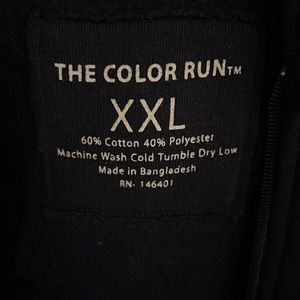 THE COLOR RUN™
XXL
60% Cotton 40% Polyester
Machine Wash Cold Tumble Dry Low
Made in Bangladesh
RN- 146401